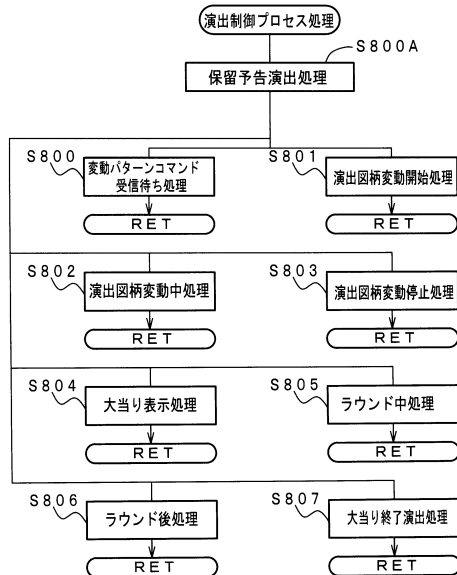 演出制御プロセス処理
S800A
保留予告演出処理
S800
変動パターンコマンド
受信待ち処理
RET
S801
演出図柄変動開始処理
RET
S802
演出図柄変動中処理
RET
S803
演出図柄変動停止処理
RET
S804
大当り表示処理
RET
S805
ラウンド中処理
RET
S806
ラウンド後処理
RET
S807
大当り終了演出処理
RET